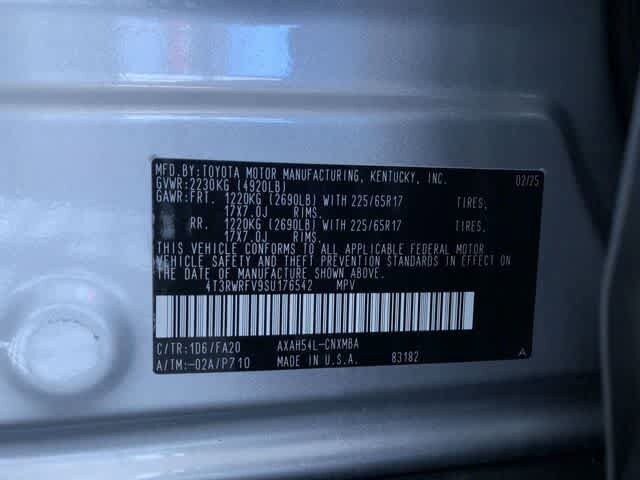 MFD.BY:TOYOTA MOTOR MANUFACTURING, KENTUCKY, INC. 02/25
GVWR:2230KG (4920LB)
GAWR:FRT. 1220KG (2690LB) WITH 225/65R17 TIRES,
17X7.0J RIMS.
RR. 1220KG (2690LB) WITH 225/65R17 TIRES,
17X7.0J RIMS.
THIS VEHICLE CONFORMS TO ALL APPLICABLE FEDERAL MOTOR
VEHICLE SAFETY AND THEFT PREVENTION STANDARDS IN EFFECT ON
THE DATE OF MANUFACTURE SHOWN ABOVE.
4T3RWRFV9SU176542 MPV
C/TR:1D6/FA20 AXAH54L-CNXMBA
A/TM:-02A/P710 MADE IN U.S.A. 83182 A